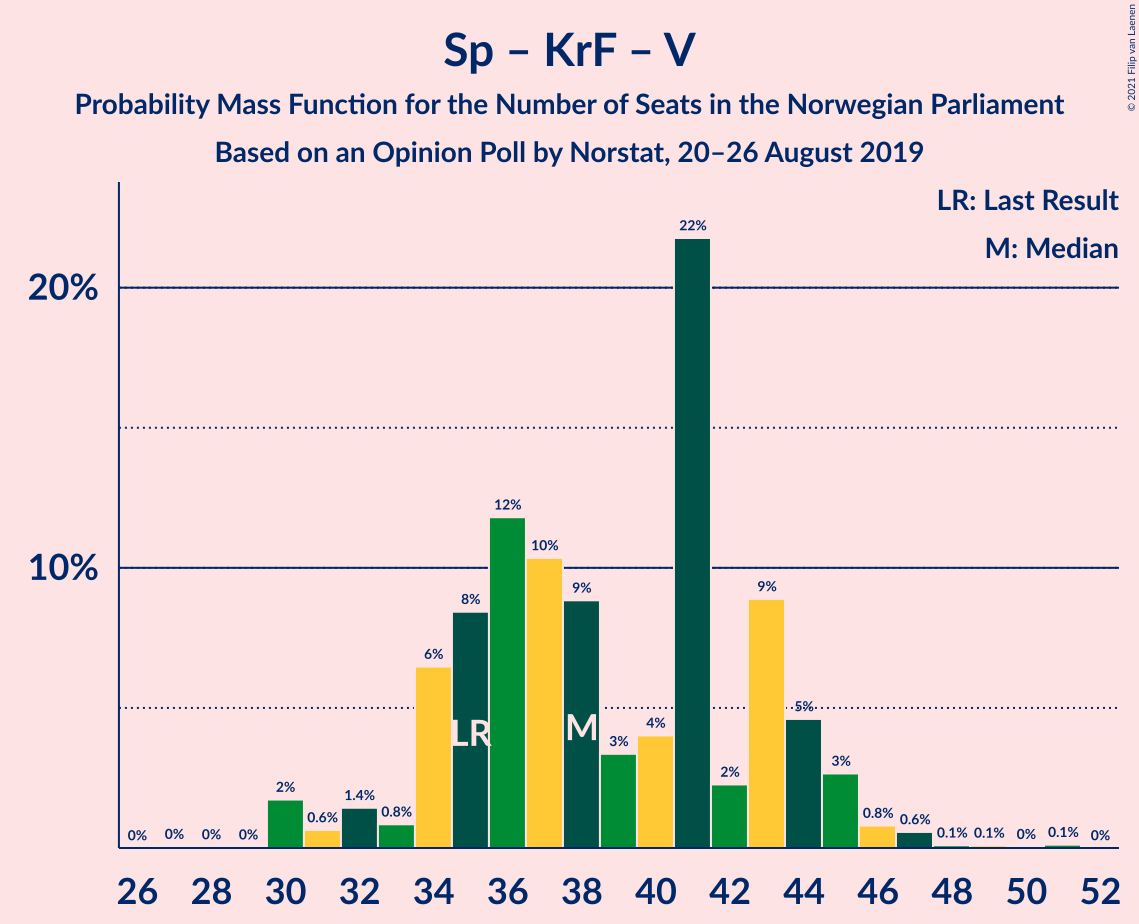 Sp – KrF – V
Probability Mass Function for the Number of Seats in the Norwegian Parliament
Based on an Opinion Poll by Norstat, 20–26 August 2019
© 2021 Filip van Laenen
LR: Last Result
M: Median
20%
10%
0% 0% 0% 0% 2% 0.6% 1.4% 0.8% 6% 8% 12% 10% 9% 3% 4% 22% 2% 9% 5% 3% 0.8% 0.6% 0.1% 0.1% 0% 0.1% 0%
LR M
26 28 30 32 34 36 38 40 42 44 46 48 50 52